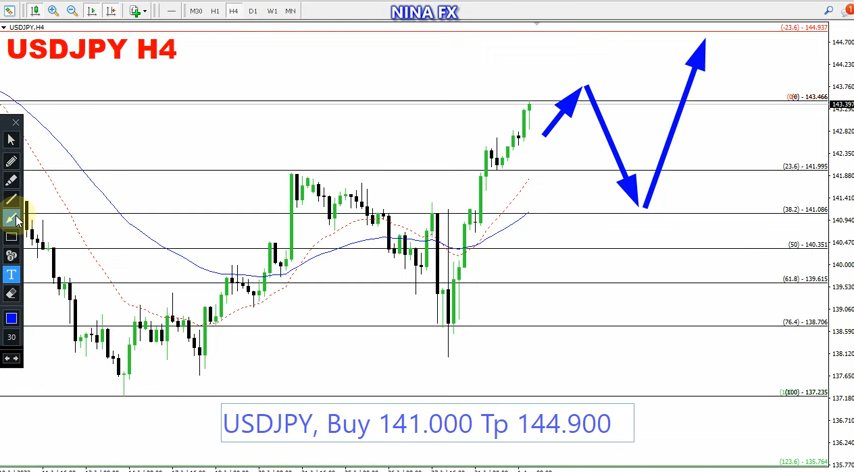 NINA FX
M30 H1 H4 D1 W1 MN
USDJPY,H4
USDJPY H4
(-23.6) - 144.937
144.700
144.230
143.760
(0) - 143.466
143.397
143.290
142.820
142.350
(23.6) - 141.995
141.880
141.410
(38.2) - 141.086
140.940
140.470
(50) - 140.351
140.000
(61.8) - 139.615
139.530
139.060
(76.4) - 138.706
138.590
138.120
137.650
(100) - 137.235
137.180
136.710
USDJPY, Buy 141.000 Tp 144.900
136.240
(123.6) - 135.764
135.770
T
30